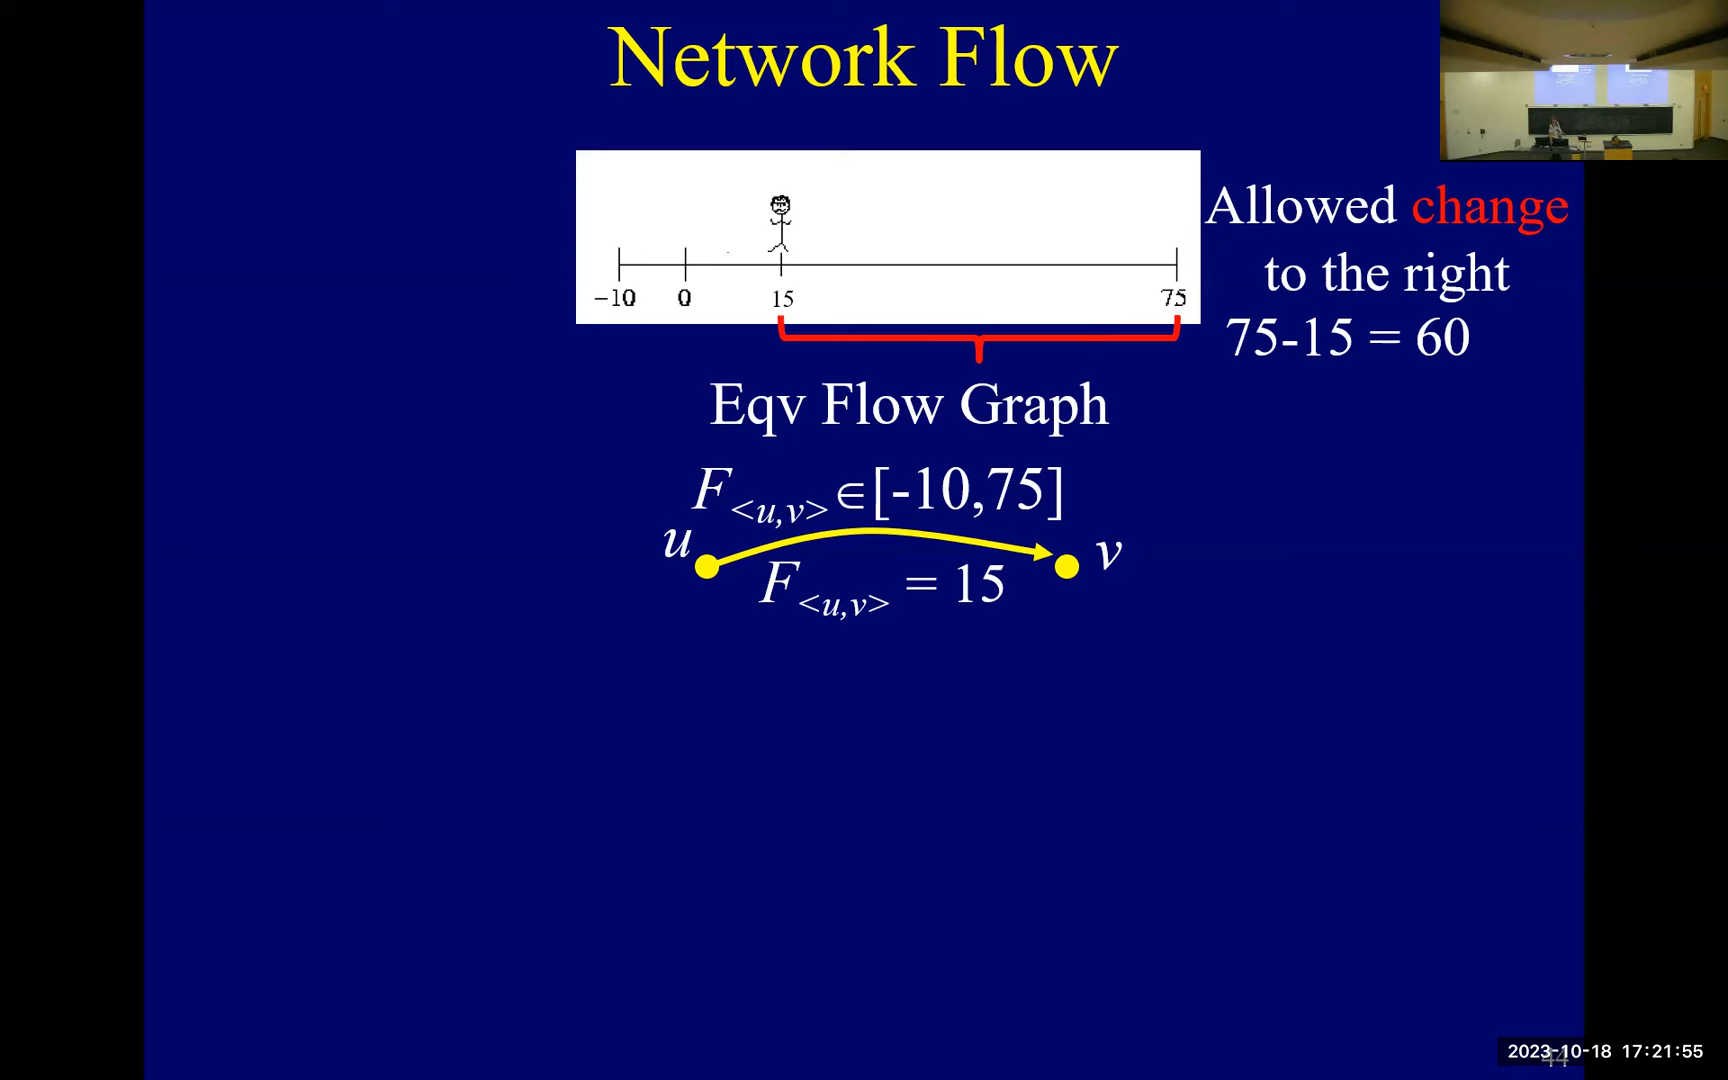 Network Flow
Allowed change
to the right
75-15 = 60
−10 0 15 75
Eqv Flow Graph
F<u,v> ∈[-10,75]
u
v
F<u,v> = 15
2023-10-18 17:21:55
44